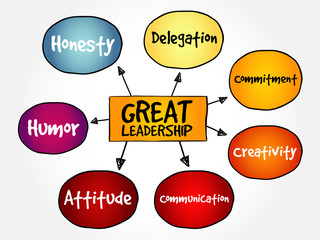 Honesty
Delegation
Commitment
GREAT
LEADERSHIP
Humor
Creativity
Attitude
Communication